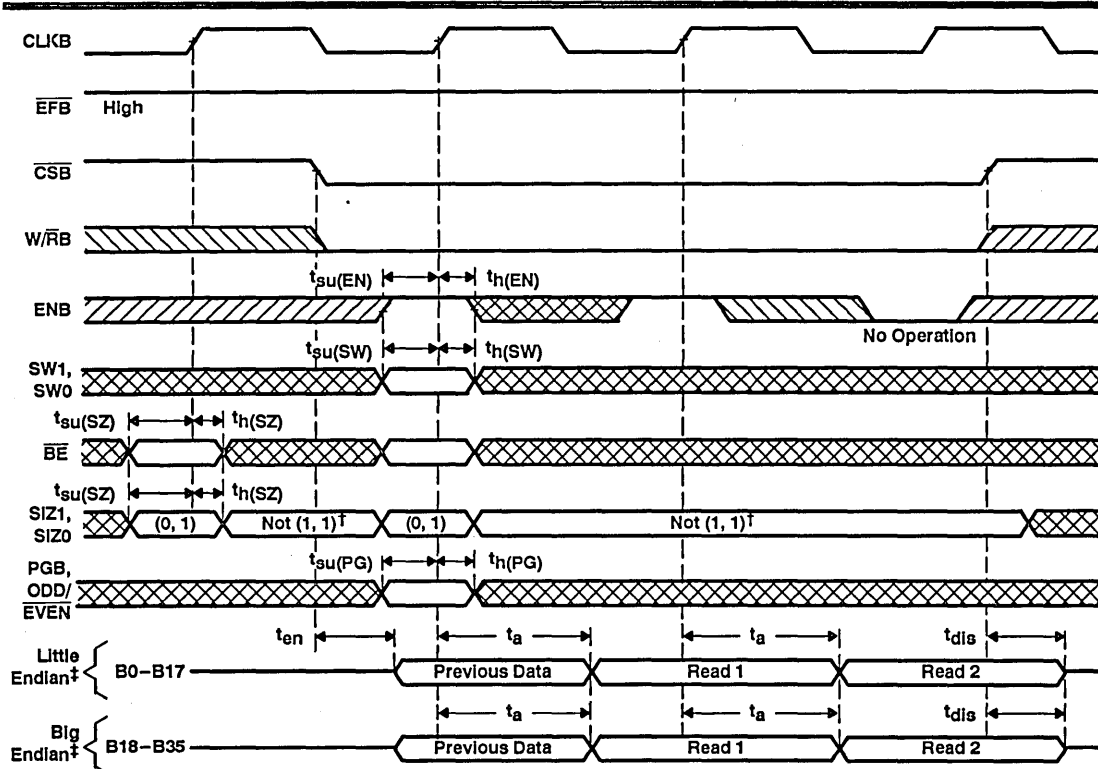 CLKB
EFB High
CSB
W/RB
tsu(EN) th(EN)
ENB
No Operation
tsu(SW) th(SW)
SW1,
SW0
tsu(SZ) th(SZ)
BE
tsu(SZ) th(SZ)
SIZ1,
SIZ0
(0, 1) Not (1, 1)† (0, 1) Not (1, 1)†
tsu(PG) th(PG)
PGB,
ODD/
EVEN
ten ta ta tdis
Little
Endian‡
B0–B17 Previous Data Read 1 Read 2
ta ta tdis
Big
Endian‡
B18–B35 Previous Data Read 1 Read 2